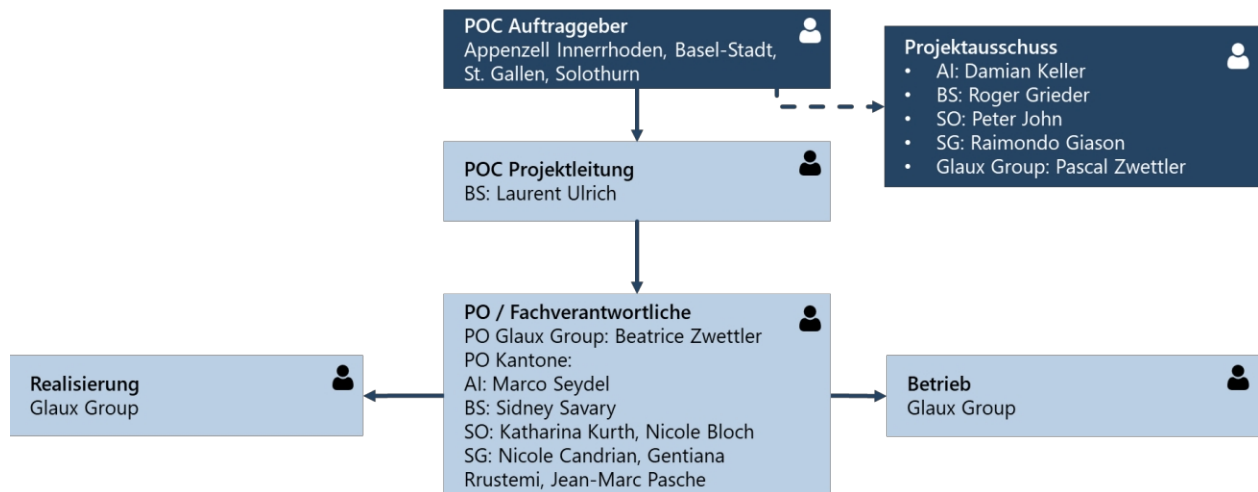 POC Auftraggeber
Appenzell Innerrhoden, Basel-Stadt,
St. Gallen, Solothurn
Projektausschuss
• AI: Damian Keller
• BS: Roger Grieder
• SO: Peter John
• SG: Raimondo Giason
• Glaux Group: Pascal Zwettler
POC Projektleitung
BS: Laurent Ulrich
PO / Fachverantwortliche
PO Glaux Group: Beatrice Zwettler
PO Kantone:
AI: Marco Seydel
BS: Sidney Savary
SO: Katharina Kurth, Nicole Bloch
SG: Nicole Candrian, Gentiana
Rrustemi, Jean-Marc Pasche
Realisierung
Glaux Group
Betrieb
Glaux Group